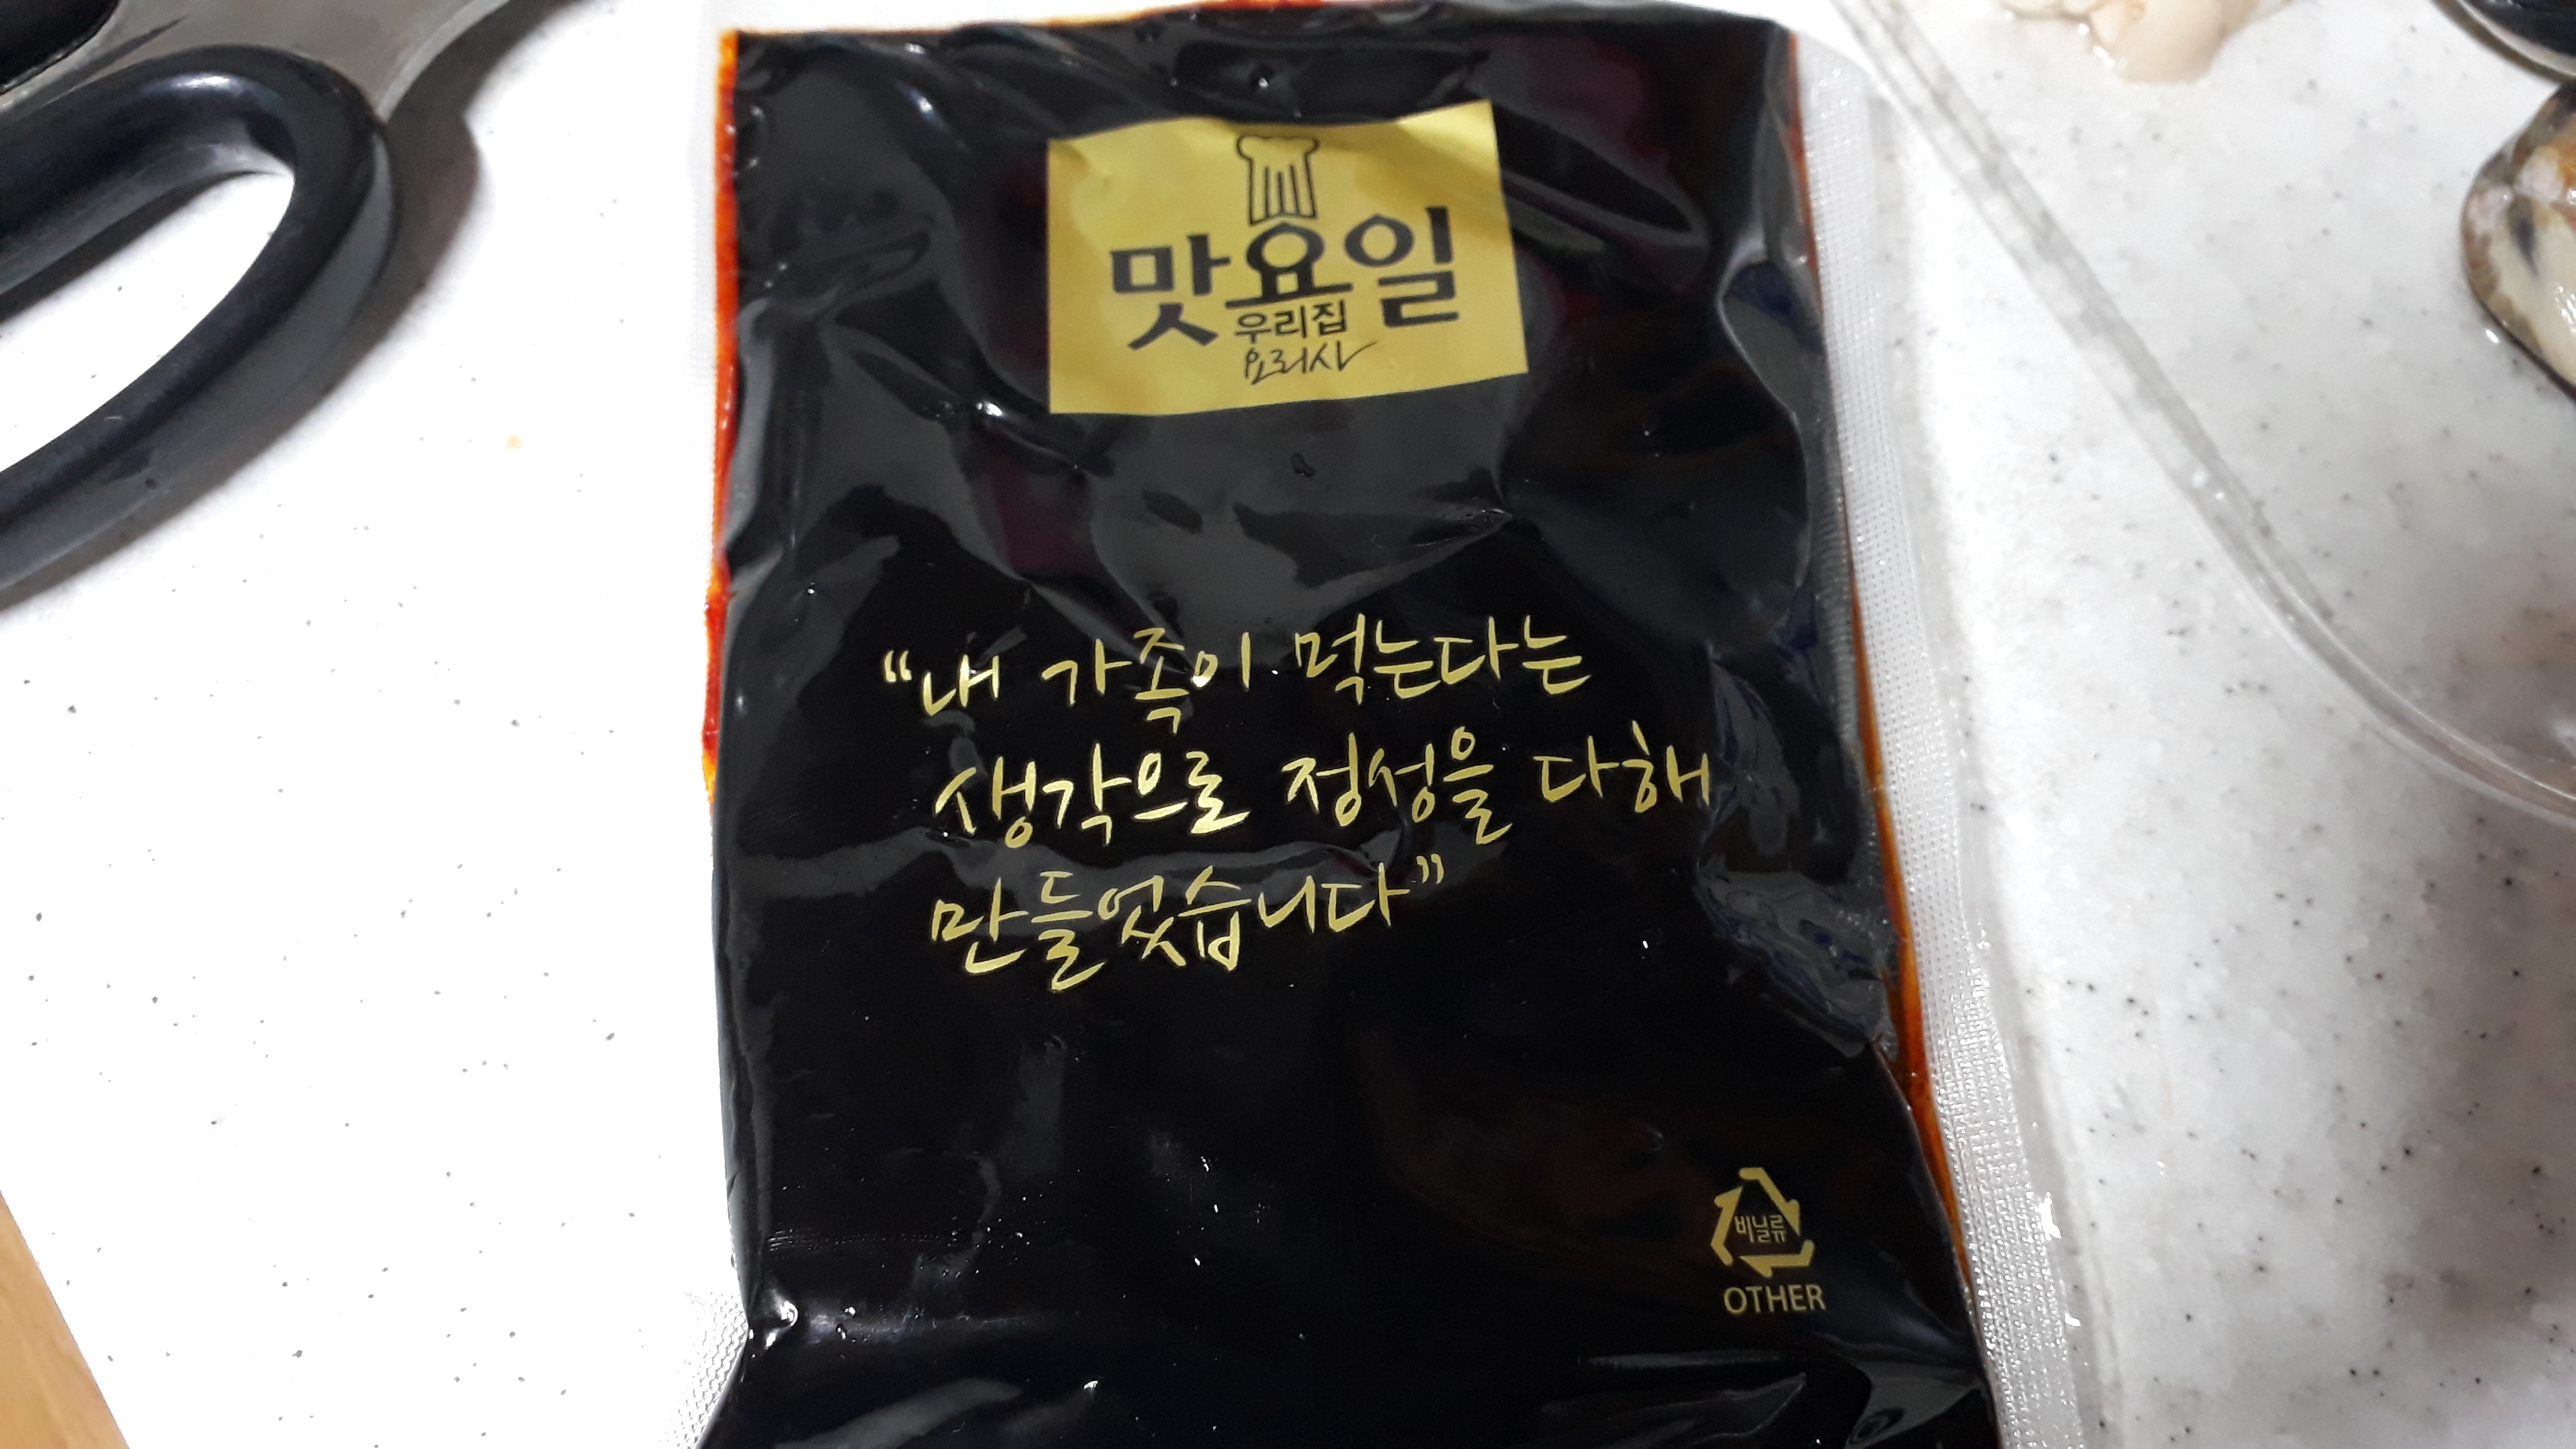 맛요일
우리집
요리사
“내 가족이 먹는다는
생각으로 정성을 다해
만들었습니다”
비닐류
OTHER